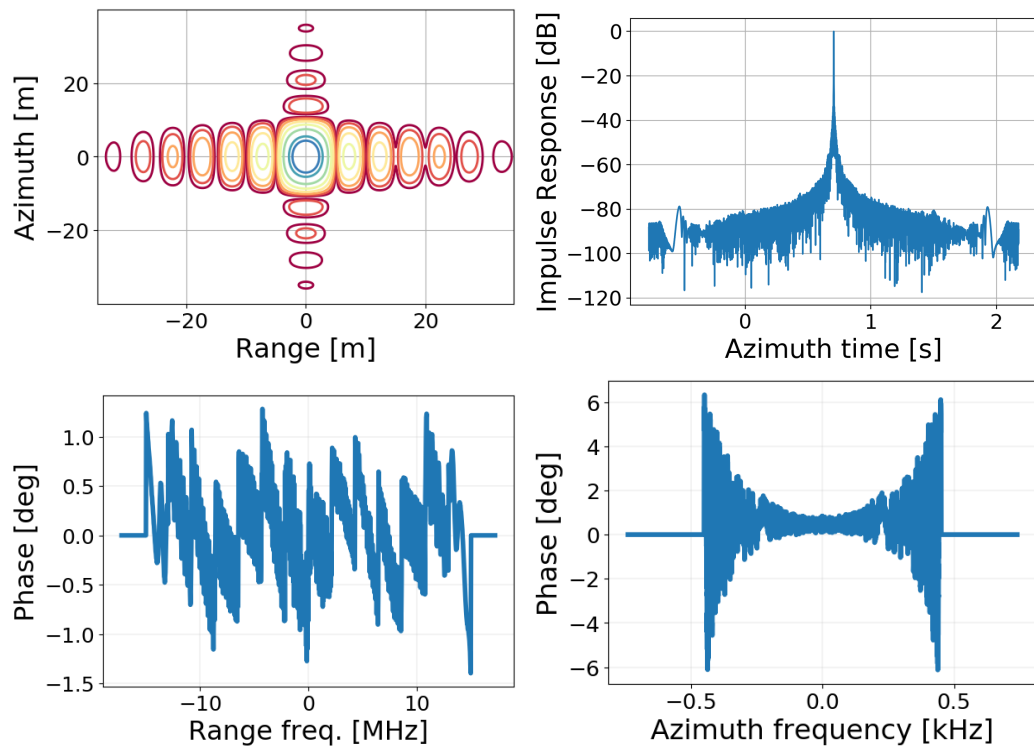 20
0
−20
Azimuth [m]
−20 0 20
Range [m]
0
−20
−40
−60
−80
−100
−120
Impulse Response [dB]
0 1 2
Azimuth time [s]
1.0
0.5
0.0
−0.5
−1.0
−1.5
Phase [deg]
−10 0 10
Range freq. [MHz]
6
4
2
0
−2
−4
−6
Phase [deg]
−0.5 0.0 0.5
Azimuth frequency [kHz]